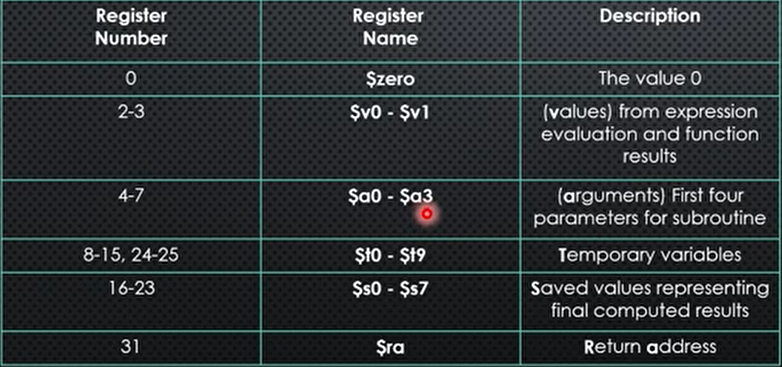 Register Number
Register Name
Description
0
$zero
The value 0
2-3
$v0 - $v1
(values) from expression
evaluation and function
results
4-7
$a0 - $a3
(arguments) First four
parameters for subroutine
8-15, 24-25
$t0 - $t9
Temporary variables
16-23
$s0 - $s7
Saved values representing
final computed results
31
$ra
Return address